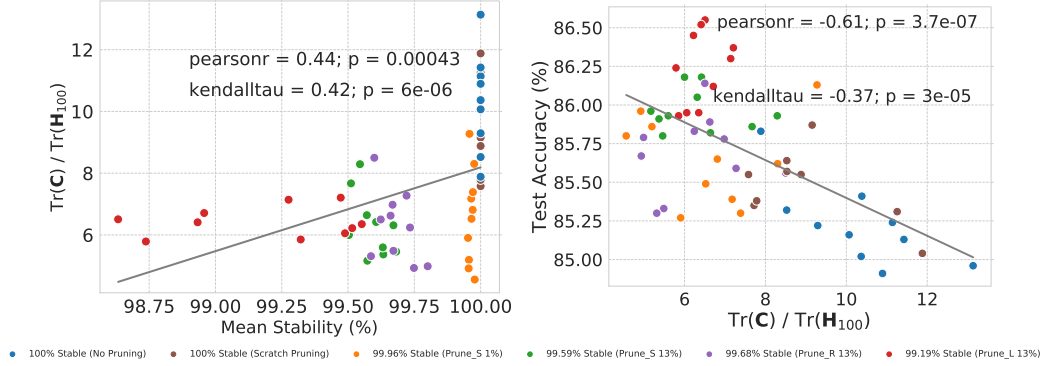 Tr(C) / Tr(H100)
12
10
8
6
98.75 99.00 99.25 99.50 99.75 100.00
Mean Stability (%)
pearsonr = 0.44; p = 0.00043
kendalltau = 0.42; p = 6e-06
Test Accuracy (%)
86.50
86.25
86.00
85.75
85.50
85.25
85.00
6 8 10 12
Tr(C) / Tr(H100)
pearsonr = -0.61; p = 3.7e-07
kendalltau = -0.37; p = 3e-05
100% Stable (No Pruning) 100% Stable (Scratch Pruning) 99.96% Stable (Prune_S 1%) 99.59% Stable (Prune_S 13%) 99.68% Stable (Prune_R 13%) 99.19% Stable (Prune_L 13%)